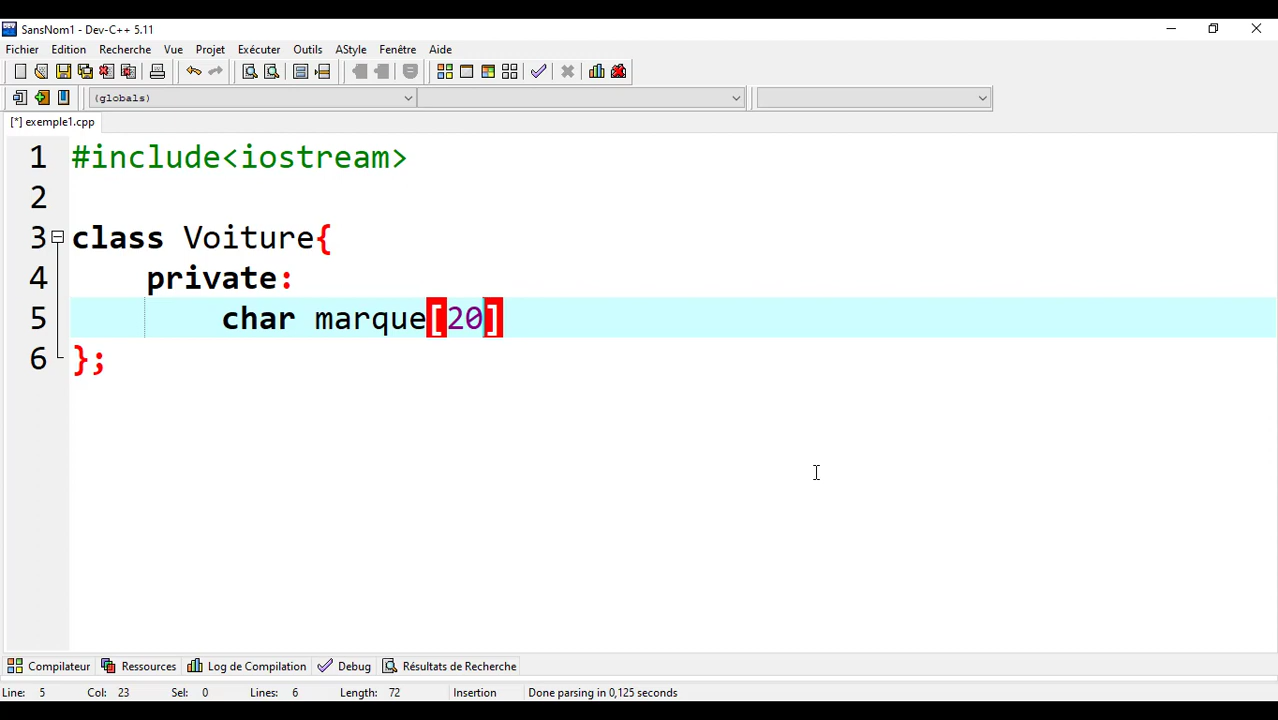 SansNom1 - Dev-C++ 5.11
Fichier Edition Recherche Vue Projet Exécuter Outils AStyle Fenêtre Aide
(globals)
[*] exemple1.cpp
1 #include<iostream>
2
3 class Voiture{
4 private:
5 char marque[20]
6 };
Compilateur Ressources Log de Compilation Debug Résultats de Recherche
Line: 5 Col: 23 Sel: 0 Lines: 6 Length: 72 Insertion Done parsing in 0,125 seconds